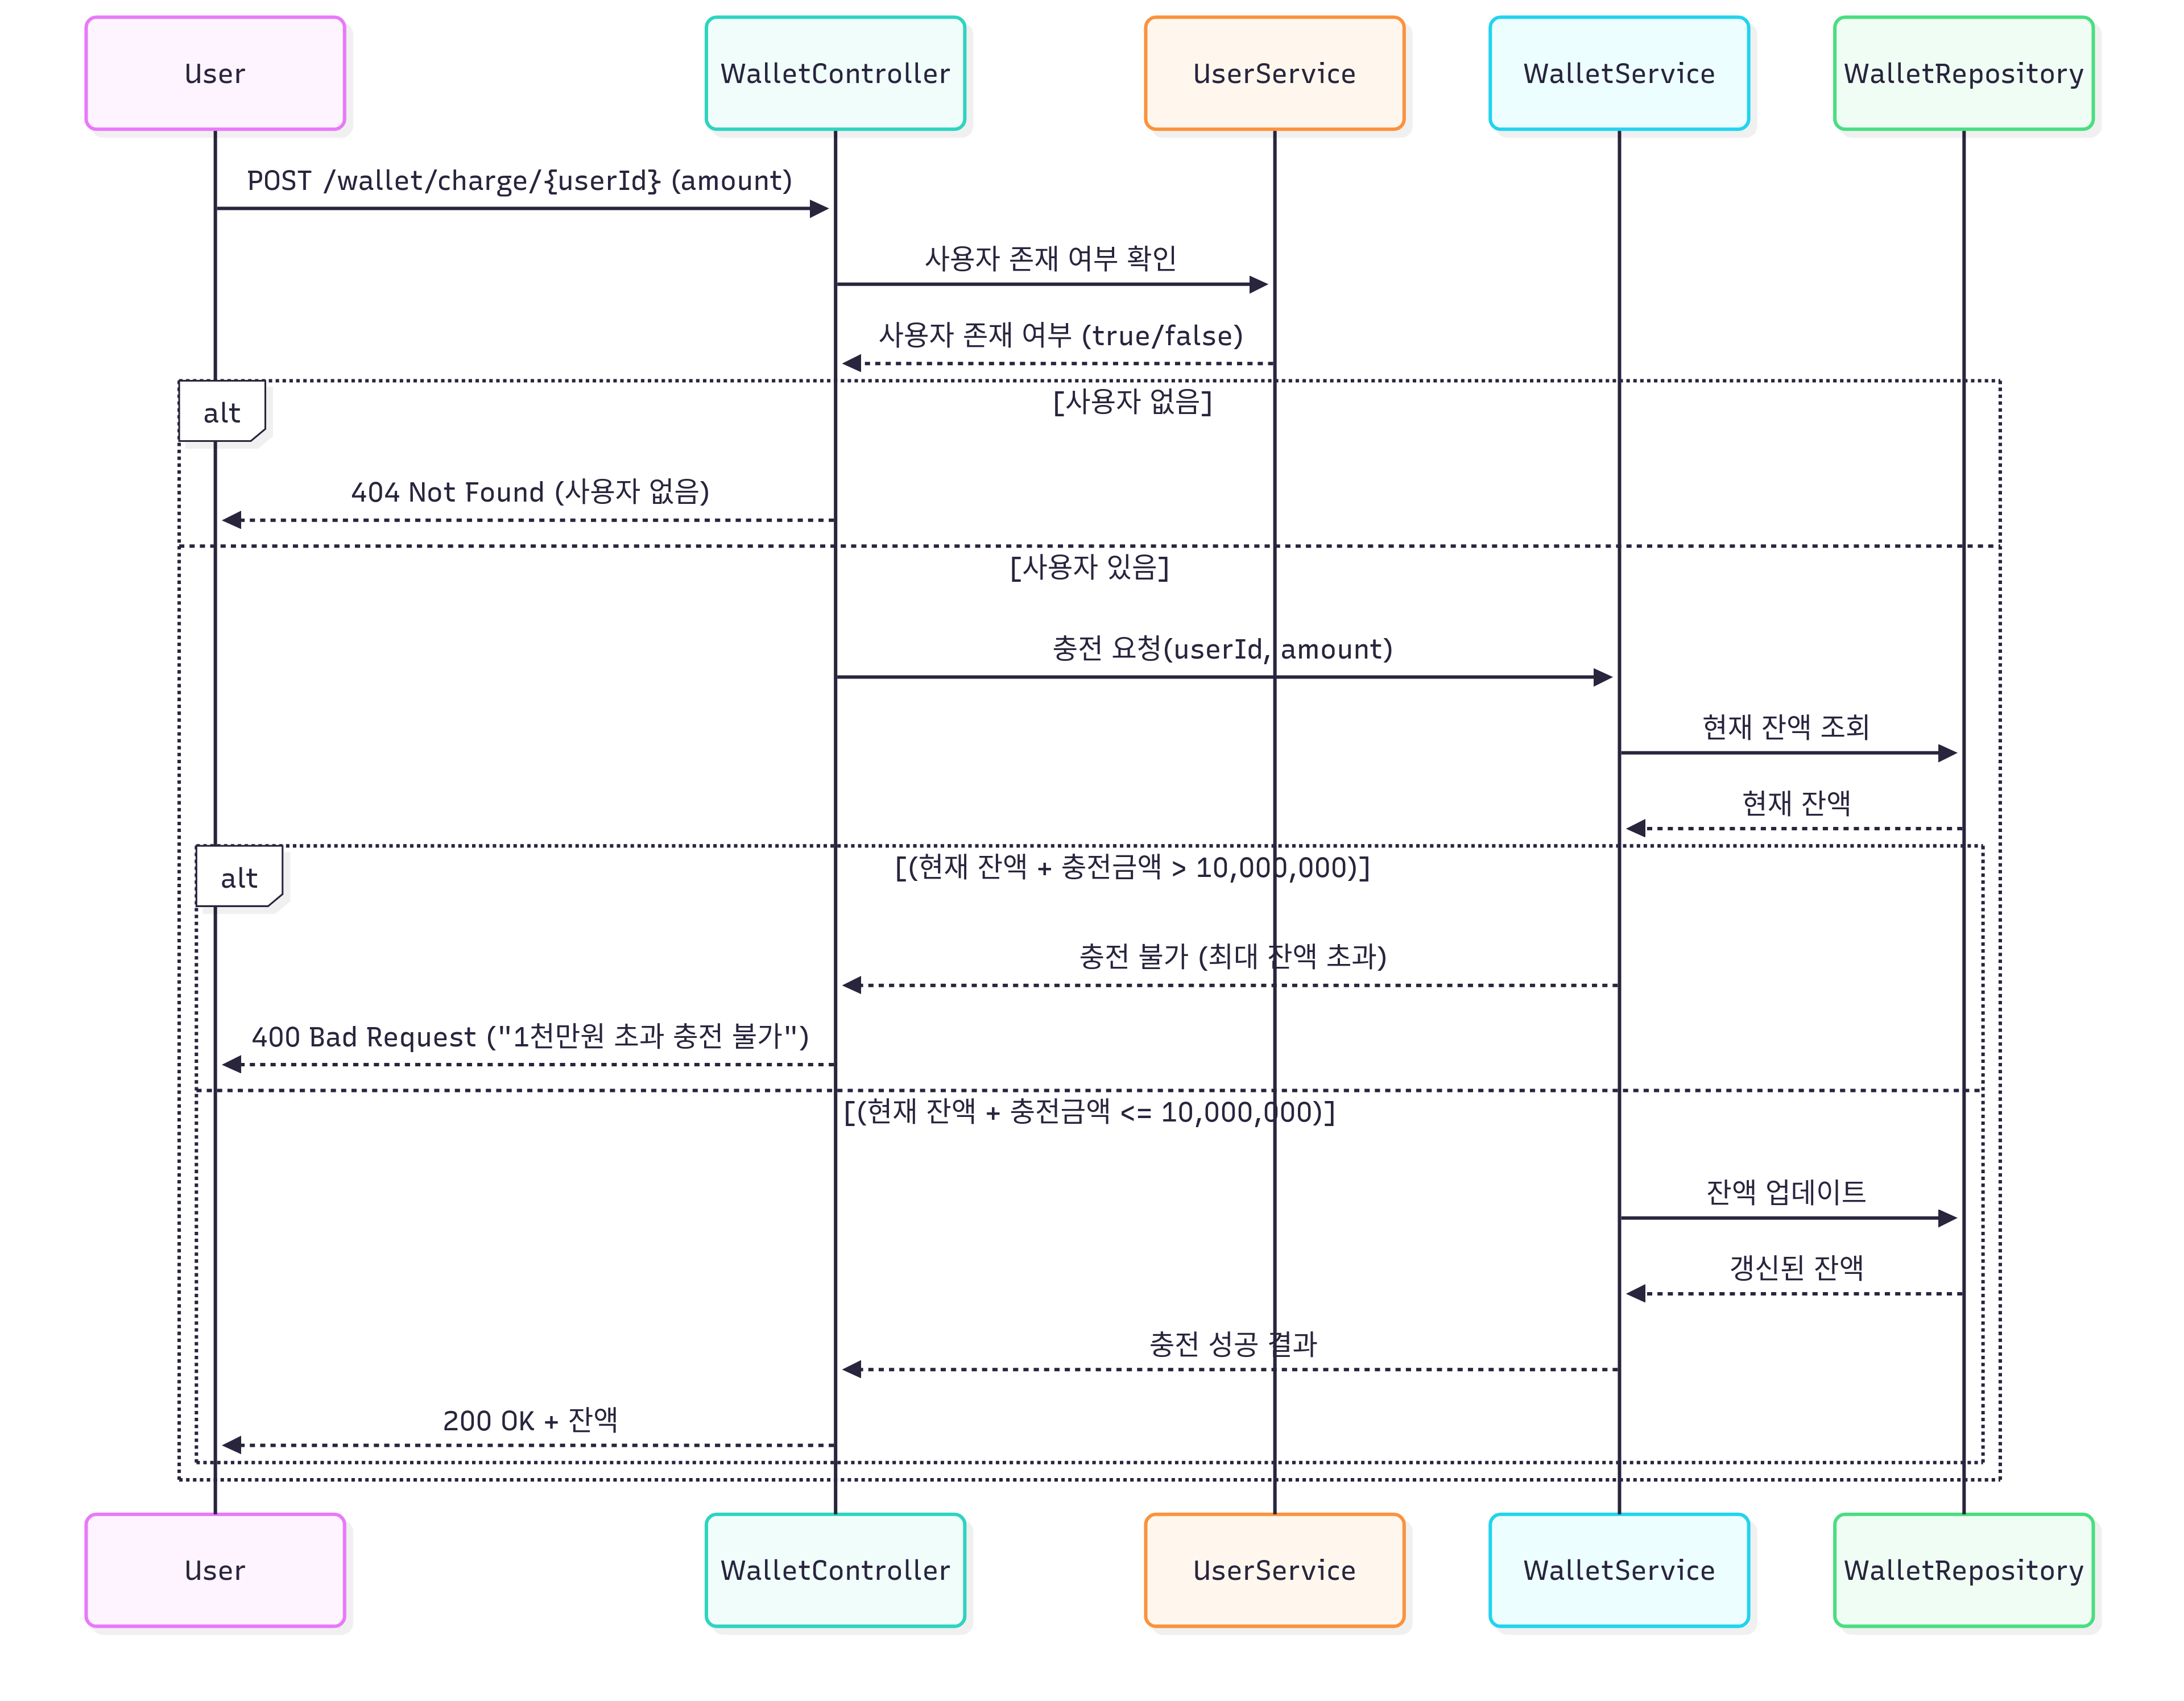 User
WalletController
UserService
WalletService
WalletRepository
POST /wallet/charge/{userId} (amount)
사용자 존재 여부 확인
사용자 존재 여부 (true/false)
alt
[사용자 없음]
404 Not Found (사용자 없음)
[사용자 있음]
충전 요청(userId, amount)
현재 잔액 조회
현재 잔액
alt
[(현재 잔액 + 충전금액 > 10,000,000)]
충전 불가 (최대 잔액 초과)
400 Bad Request ("1천만원 초과 충전 불가")
[(현재 잔액 + 충전금액 <= 10,000,000)]
잔액 업데이트
갱신된 잔액
충전 성공 결과
200 OK + 잔액
User
WalletController
UserService
WalletService
WalletRepository